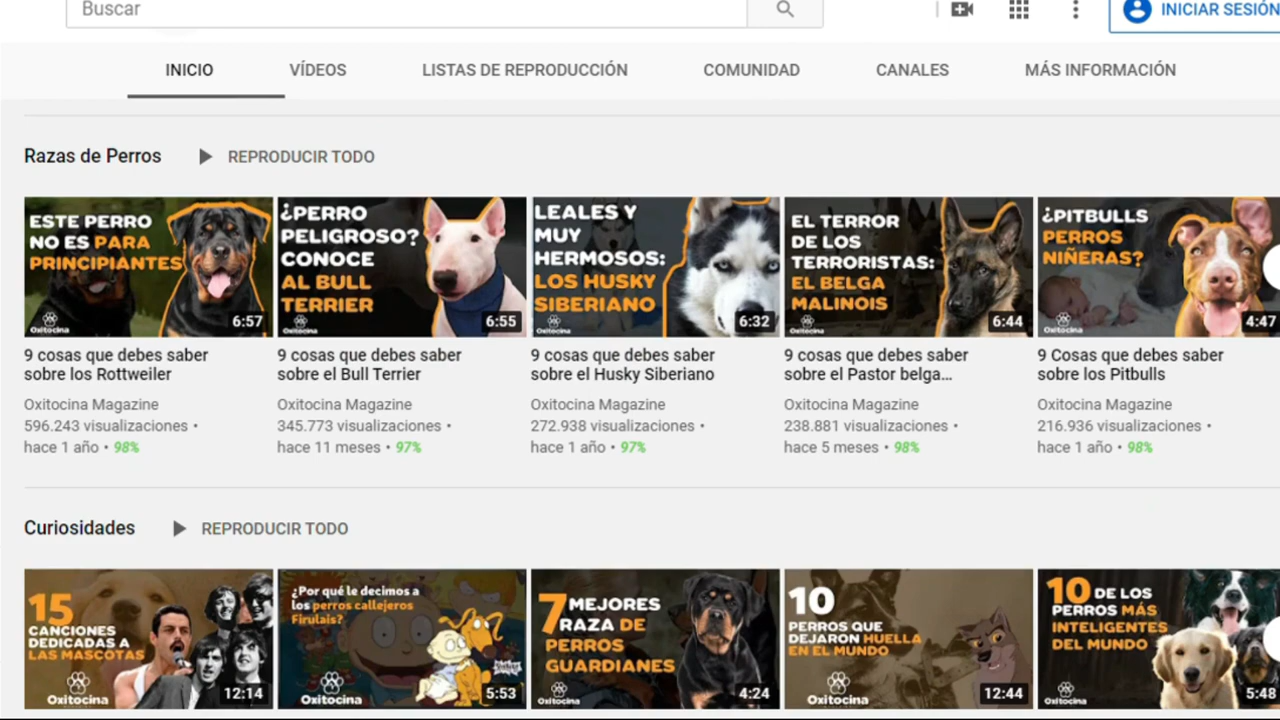 Buscar
INICIAR SESIÓN
INICIO
VÍDEOS
LISTAS DE REPRODUCCIÓN
COMUNIDAD
CANALES
MÁS INFORMACIÓN
Razas de Perros
REPRODUCIR TODO
ESTE PERRO
NO ES PARA
PRINCIPIANTES
Oxitocina
6:57
¿PERRO
PELIGROSO?
CONOCE
AL BULL
TERRIER
Oxitocina
6:55
LEALES Y
MUY
HERMOSOS:
LOS HUSKY
SIBERIANO
Oxitocina
6:32
EL TERROR
DE LOS
TERRORISTAS:
EL BELGA
MALINOIS
Oxitocina
6:44
¿PITBULLS
PERROS
NIÑERAS?
Oxitocina
4:47
9 cosas que debes saber
sobre los Rottweiler
Oxitocina Magazine
596.243 visualizaciones •
hace 1 año • 98%
9 cosas que debes saber
sobre el Bull Terrier
Oxitocina Magazine
345.773 visualizaciones •
hace 11 meses • 97%
9 cosas que debes saber
sobre el Husky Siberiano
Oxitocina Magazine
272.938 visualizaciones •
hace 1 año • 97%
9 cosas que debes saber
sobre el Pastor belga...
Oxitocina Magazine
238.881 visualizaciones •
hace 5 meses • 98%
9 Cosas que debes saber
sobre los Pitbulls
Oxitocina Magazine
216.936 visualizaciones •
hace 1 año • 98%
Curiosidades
REPRODUCIR TODO
15
CANCIONES
DEDICADAS A
LAS MASCOTAS
Oxitocina
12:14
¿Por qué le decimos a
los perros callejeros
Firulais?
Oxitocina
5:53
7 MEJORES
RAZA DE
PERROS
GUARDIANES
Oxitocina
4:24
10
PERROS QUE
DEJARON HUELLA
EN EL MUNDO
Oxitocina
12:44
10 DE LOS
PERROS MÁS
INTELIGENTES
DEL MUNDO
Oxitocina
5:48